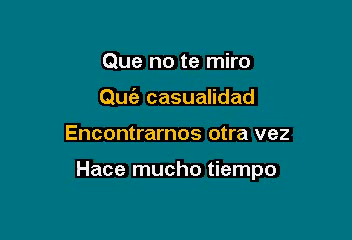 Que no te miro
Qué casualidad
Encontrarnos otra vez
Hace mucho tiempo